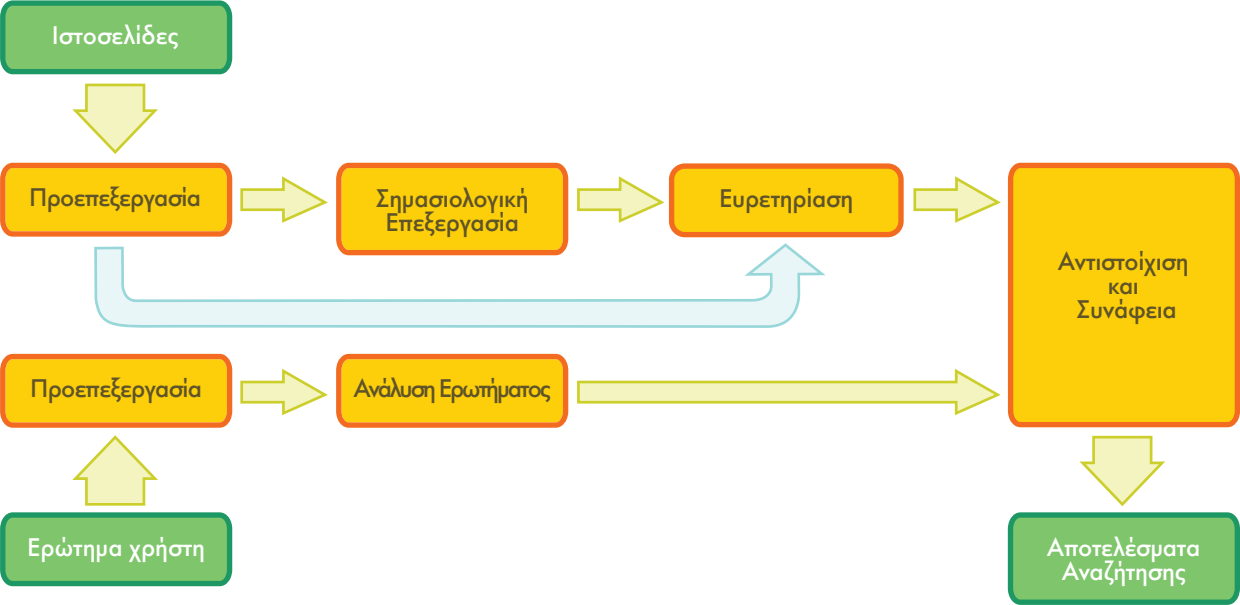 Ιστοσελίδες
Προεπεξεργασία
Σημασιολογική
Επεξεργασία
Ευρετηρίαση
Αντιστοίχιση
και
Συνάφεια
Προεπεξεργασία
Ανάλυση Ερωτήματος
Ερώτημα χρήστη
Αποτελέσματα
Αναζήτησης